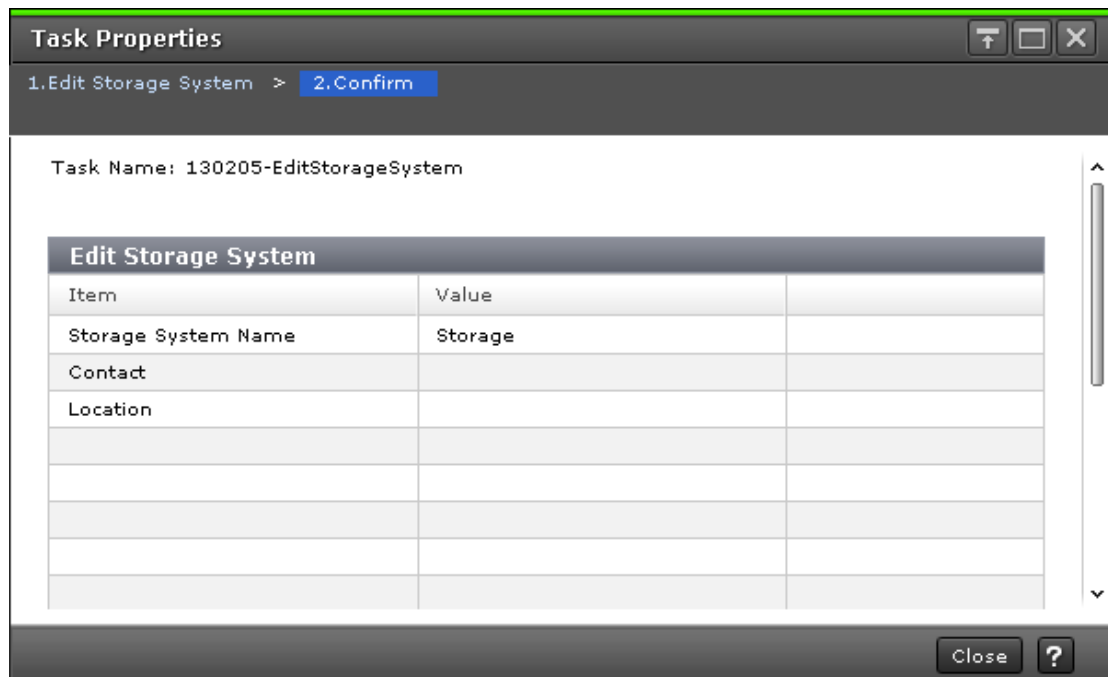 Task Properties
1.Edit Storage System > 2.Confirm
Task Name: 130205-EditStorageSystem
Edit Storage System
Item Value
Storage System Name Storage
Contact
Location
Close ?